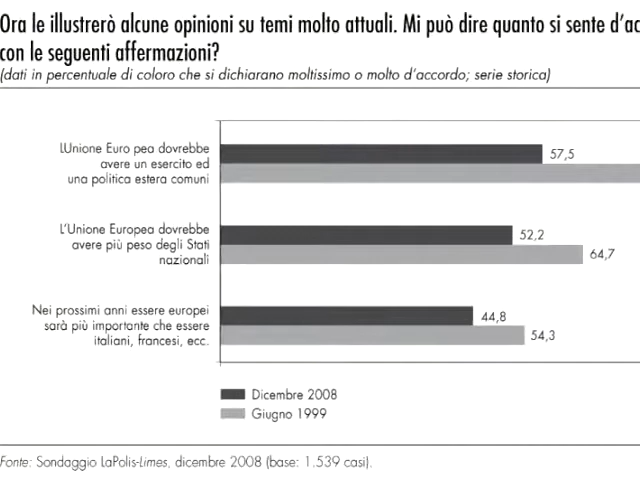 Ora le illustrerò alcune opinioni su temi molto attuali. Mi può dire quanto si sente d'ac
con le seguenti affermazioni?
(dati in percentuale di coloro che si dichiarano moltissimo o molto d'accordo; serie storica)
lUnione Euro pea dovrebbe
avere un esercito ed
una politica estera comuni
57,5
L'Unione Europea dovrebbe
avere più peso degli Stati
nazionali
52,2
64,7
Nei prossimi anni essere europei
sarà più importante che essere
italiani, francesi, ecc.
44,8
54,3
Dicembre 2008
Giugno 1999
Fonte: Sondaggio LaPolis-Limes, dicembre 2008 (base: 1.539 casi).